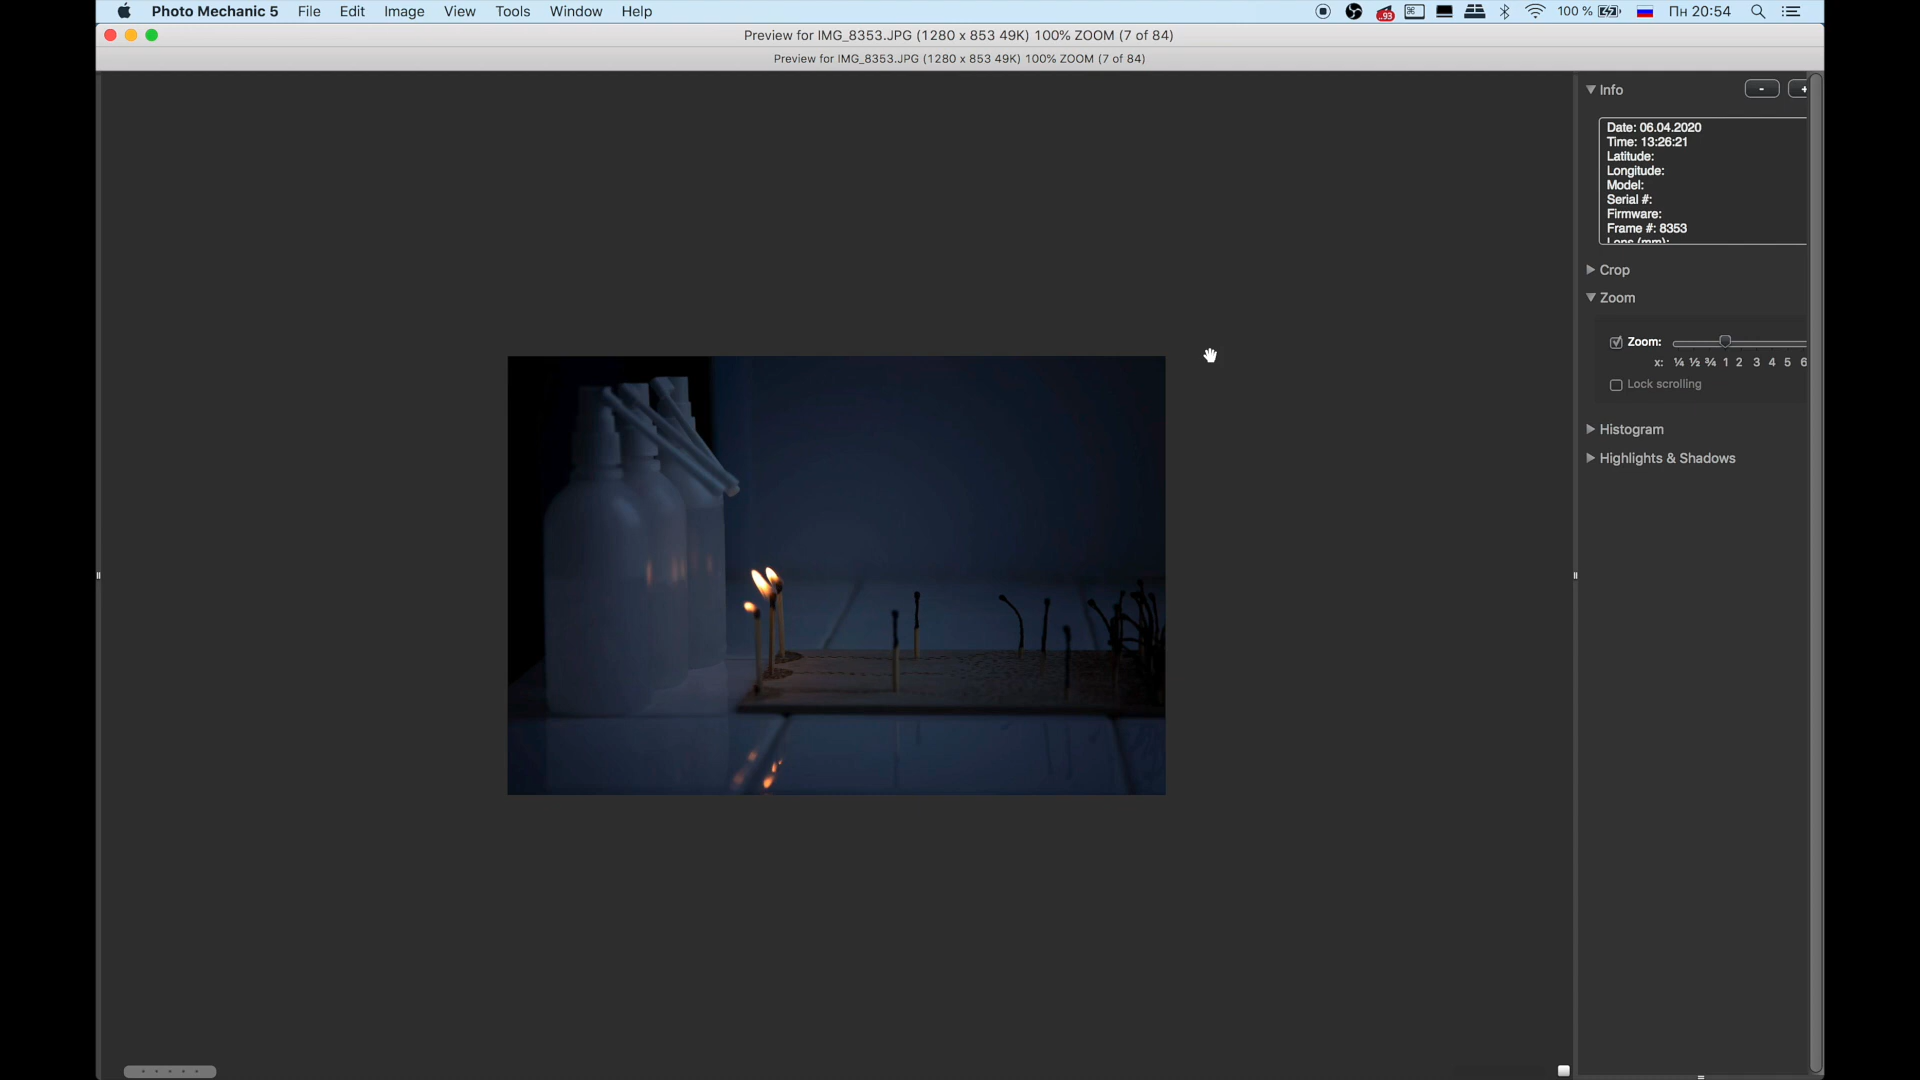 Photo Mechanic 5 File Edit Image View Tools Window Help
..93
100 % Пн 20:54
Preview for IMG_8353.JPG (1280 x 853 49K) 100% ZOOM (7 of 84)
Preview for IMG_8353.JPG (1280 x 853 49K) 100% ZOOM (7 of 84)
Info
- +
Date: 06.04.2020
Time: 13:26:21
Latitude:
Longitude:
Model:
Serial #:
Firmware:
Frame #: 8353
Lens (mm):
Crop
Zoom
Zoom:
x: ¼ ½ ¾ 1 2 3 4 5 6
Lock scrolling
Histogram
Highlights & Shadows